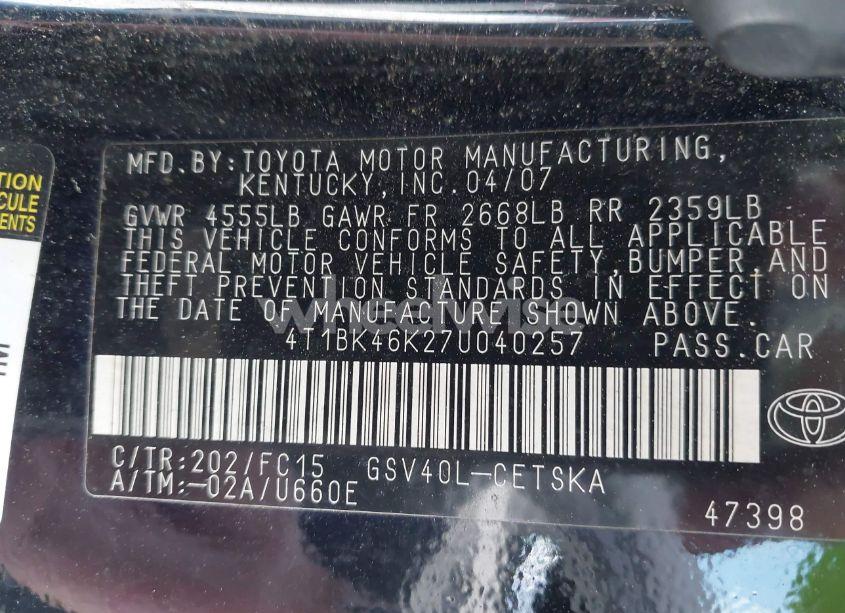 MFD.BY:TOYOTA MOTOR MANUFACTURING,
KENTUCKY,INC.04/07
GVWR 4555LB GAWR FR 2668LB RR 2359LB
THIS VEHICLE CONFORMS TO ALL APPLICABLE
FEDERAL MOTOR VEHICLE SAFETY,BUMPER,AND
THEFT PREVENTION STANDARDS IN EFFECT ON
THE DATE OF MANUFACTURE SHOWN ABOVE.
wheelwise
4T1BK46K27U040257 PASS.CAR
C/TR:202/FC15 GSV40L-CETSKA
A/TM:-02A/U660E
47398